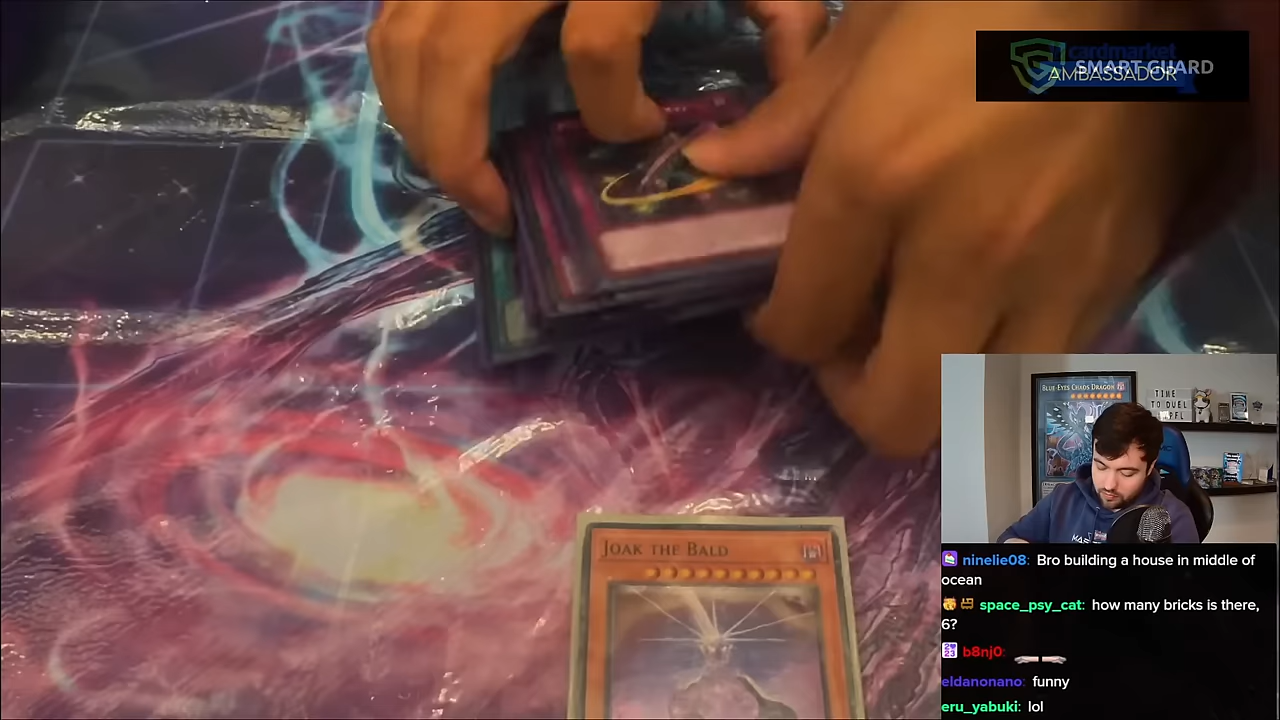 cardmarket
SMART GUARD
AMBASSADOR
BLUE-EYES CHAOS DRAGON
TIME
TO DUEL
JOAK THE BALD
ninelie08: Bro building a house in middle of
ocean
space_psy_cat: how many bricks is there,
6?
b8nj0:
eldanonano: funny
eru_yabuki: lol